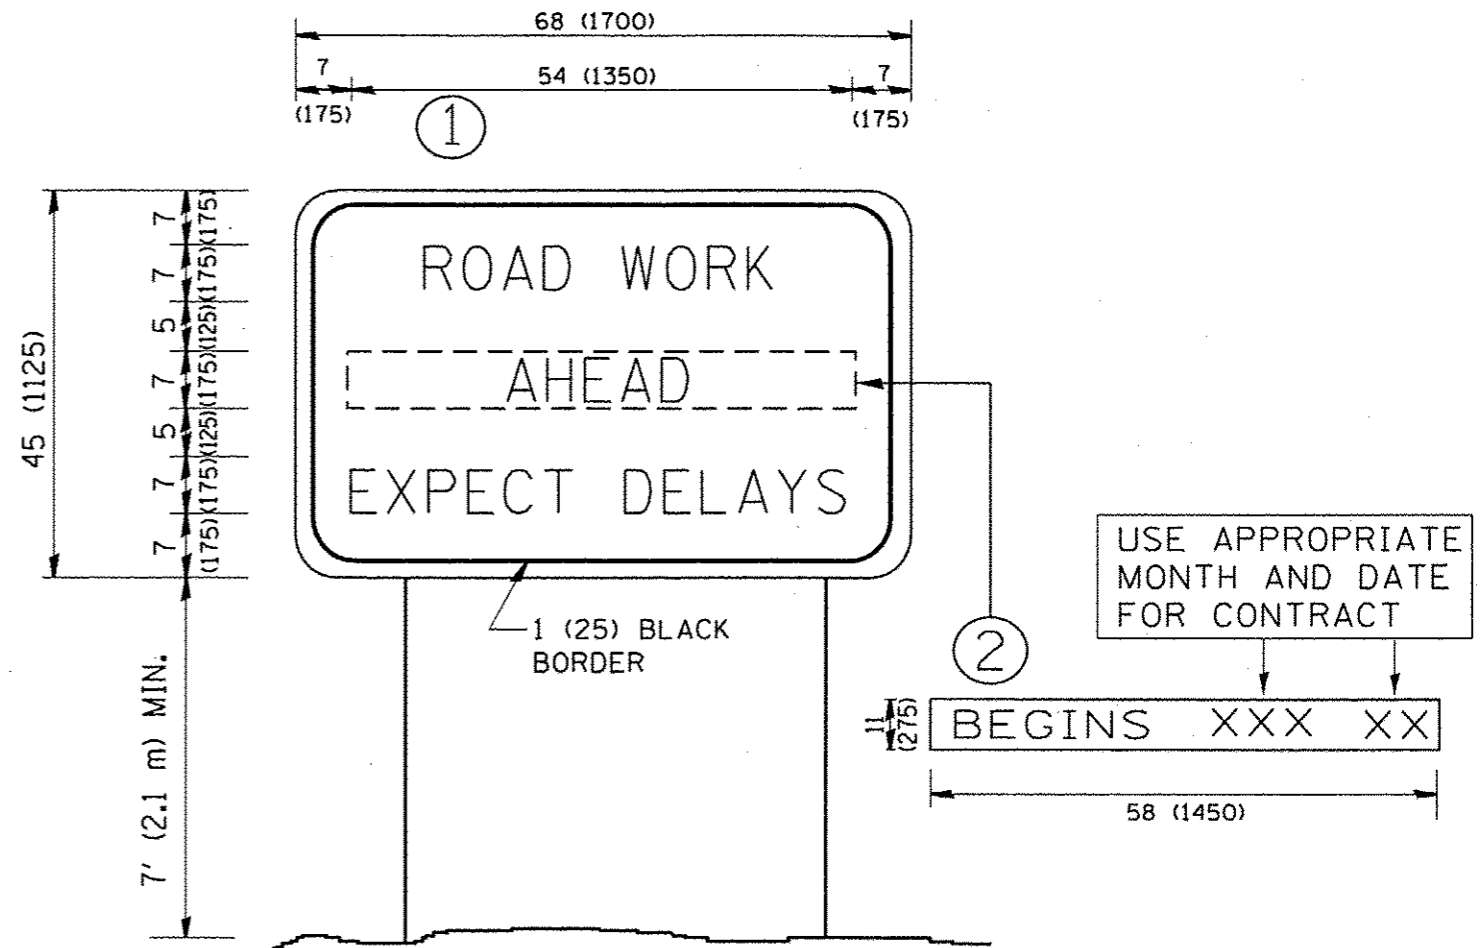 68 (1700)
7 54 (1350) 7
(175) (175)
1
7 (175)
7 (175)
5 (125)
7 (175)
5 (125)
7 (175)
7 (175)
45 (1125)
ROAD WORK
AHEAD
EXPECT DELAYS
1 (25) BLACK
BORDER
7' (2.1 m) MIN.
USE APPROPRIATE
MONTH AND DATE
FOR CONTRACT
2
11
(275)
BEGINS XXX XX
58 (1450)